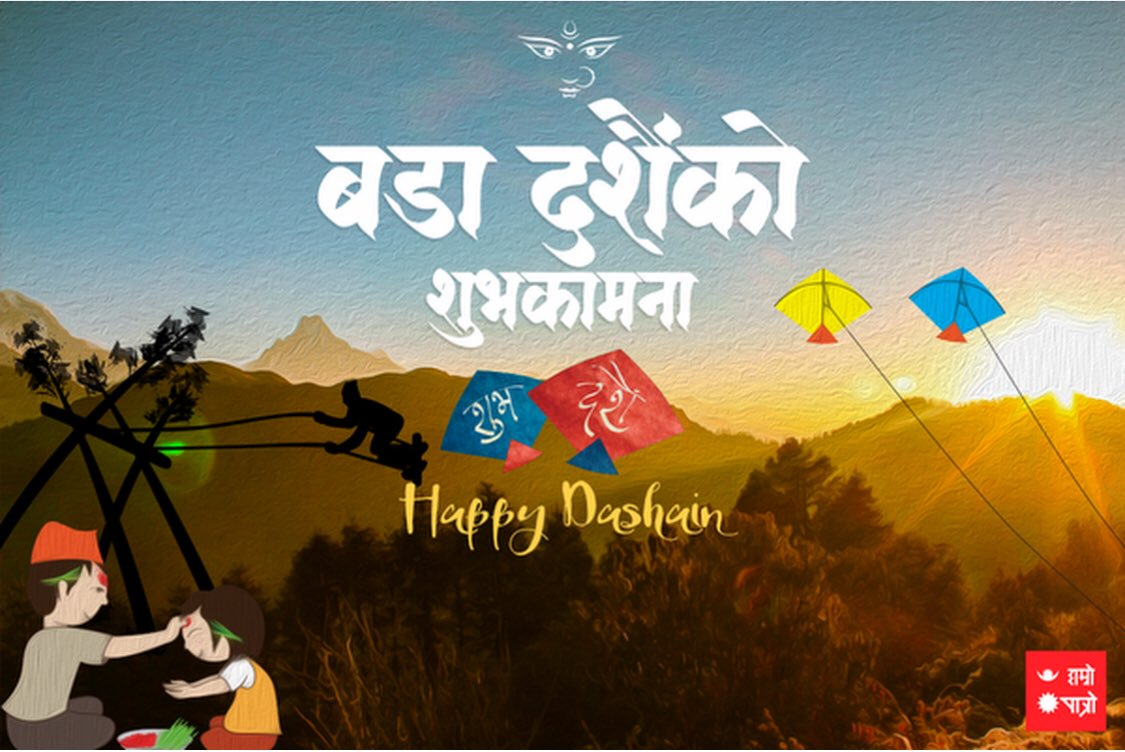 बडा दशैंको
शुभकामना
शुभ दशैं
Happy Dashain
हाम्रो
पात्रो